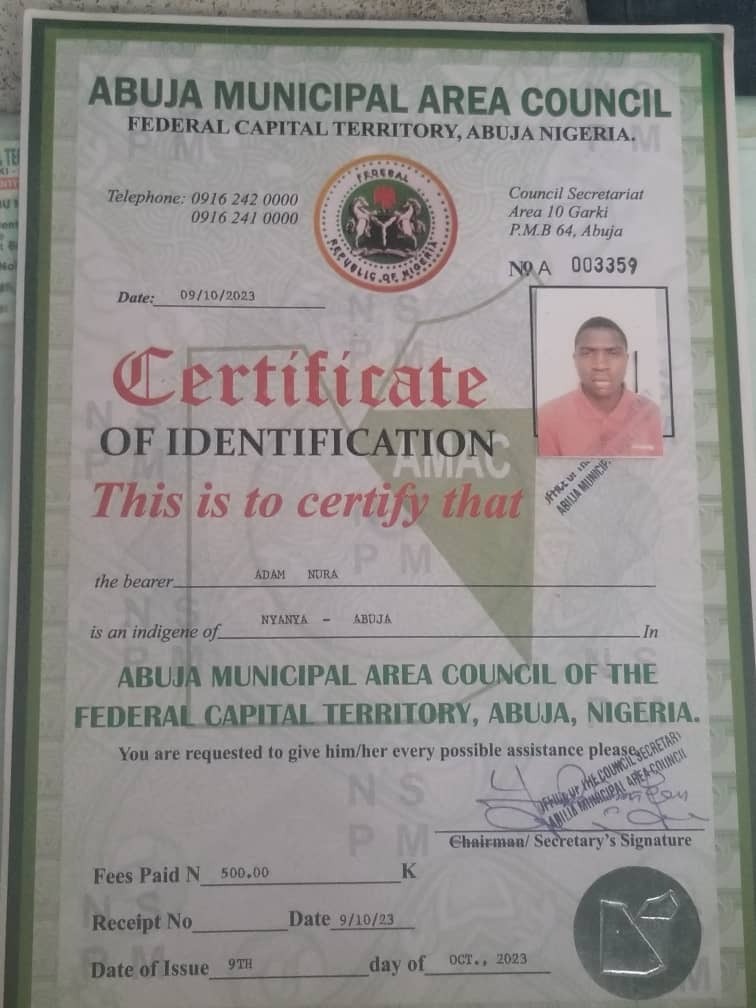 ABUJA MUNICIPAL AREA COUNCIL
FEDERAL CAPITAL TERRITORY, ABUJA NIGERIA.
Telephone: 0916 242 0000
0916 241 0000
FEDERAL
REPUBLIC OF NIGERIA
Council Secretariat
Area 10 Garki
P.M.B 64, Abuja
No A 003359
Date: 09/10/2023
Certificate
OF IDENTIFICATION
AMAC
This is to certify that
OFFICE OF THE
ABUJA MUNICIPAL
the bearer ADAM NURA
is an indigene of NYANYA - ABUJA In
ABUJA MUNICIPAL AREA COUNCIL OF THE
FEDERAL CAPITAL TERRITORY, ABUJA, NIGERIA.
You are requested to give him/her every possible assistance please.
OFFICE OF THE COUNCIL SECRETARY
ABUJA MUNICIPAL AREA COUNCIL
Chairman/ Secretary's Signature
Fees Paid N 500.00 K
Receipt No Date 9/10/23
Date of Issue 9TH day of OCT., 2023
N S
P M